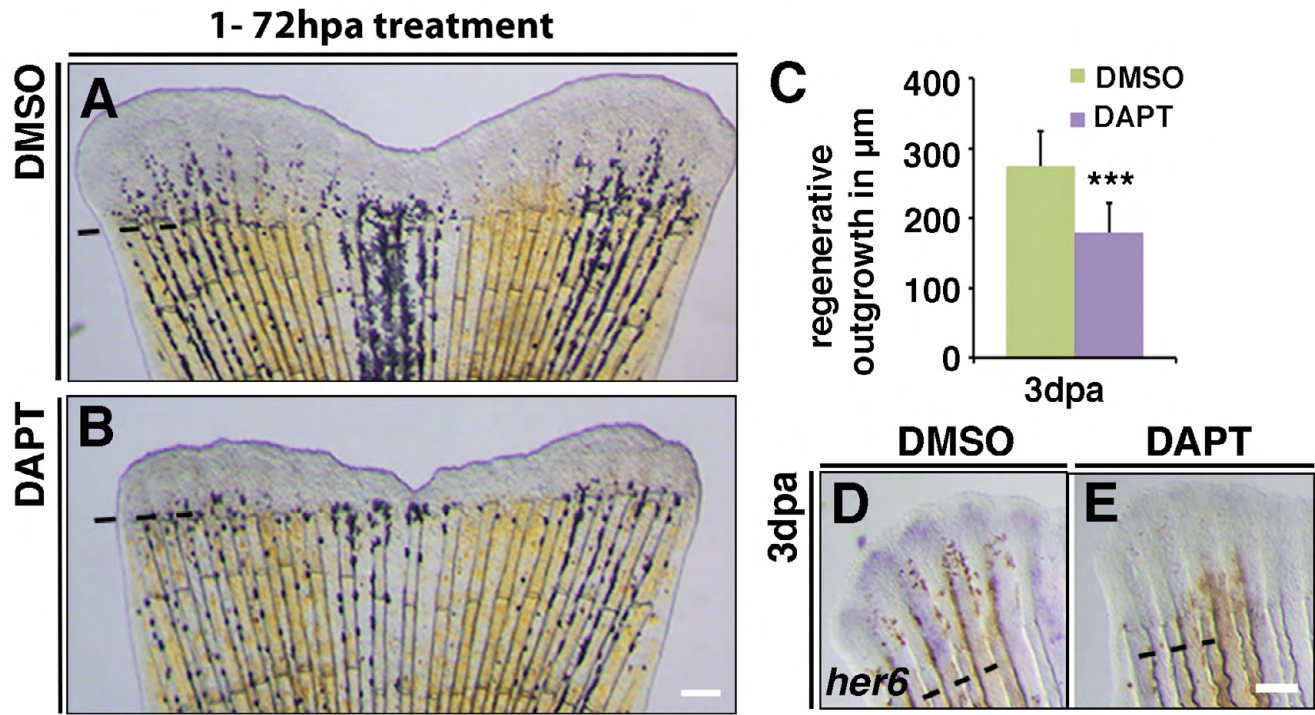 1- 72hpa treatment
DMSO
A
DAPT
B
C
regenerative
outgrowth in µm
400
300
200
100
0
DMSO
DAPT
***
3dpa
DMSO
DAPT
3dpa
D
her6
E